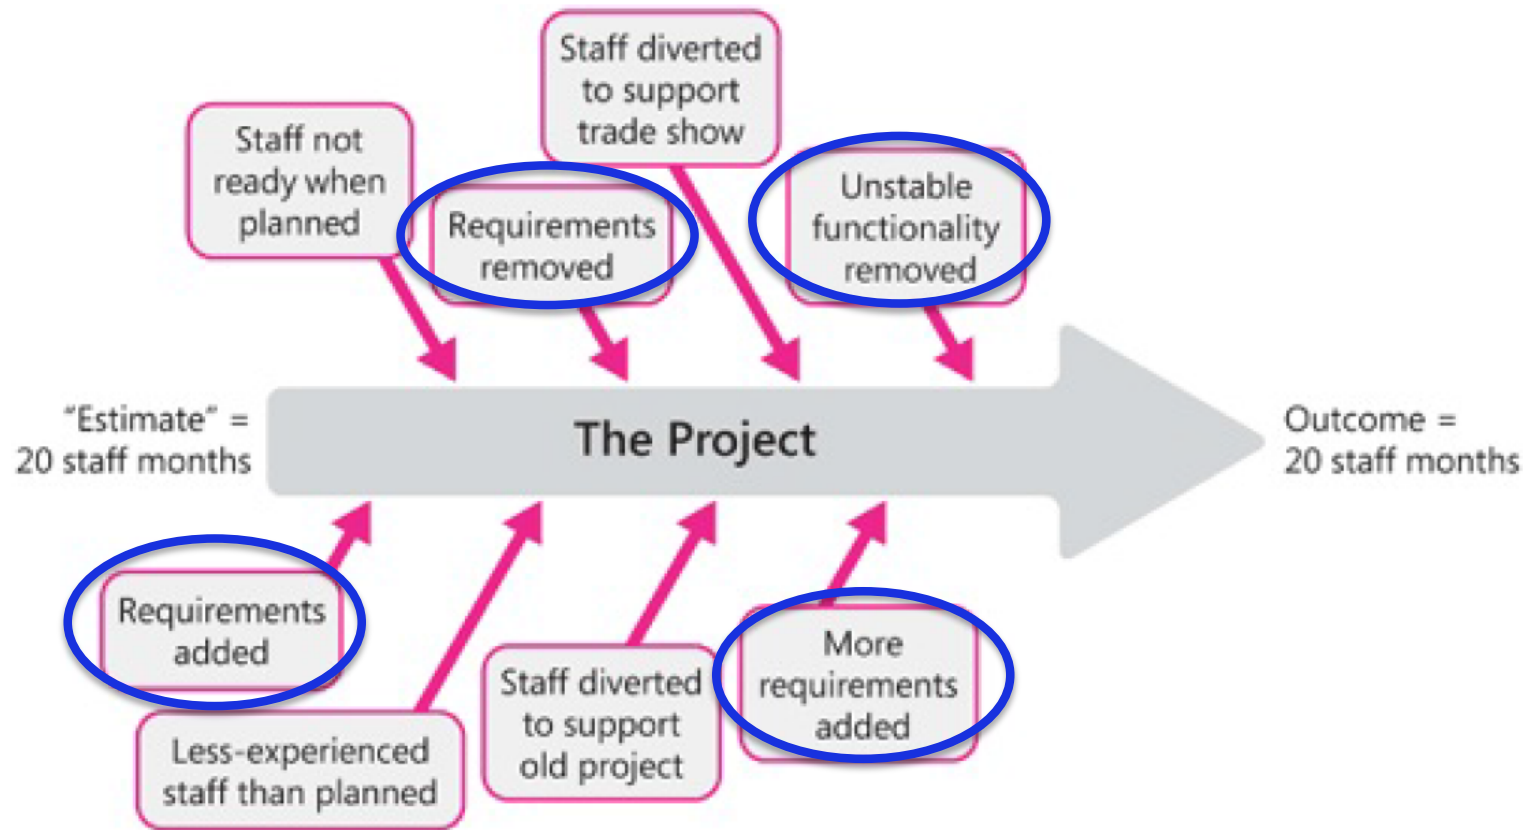 Staff diverted
to support
trade show
Staff not
ready when
planned
Requirements
removed
Unstable
functionality
removed
“Estimate” =
20 staff months
The Project
Outcome =
20 staff months
Requirements
added
Less-experienced
staff than planned
Staff diverted
to support
old project
More
requirements
added